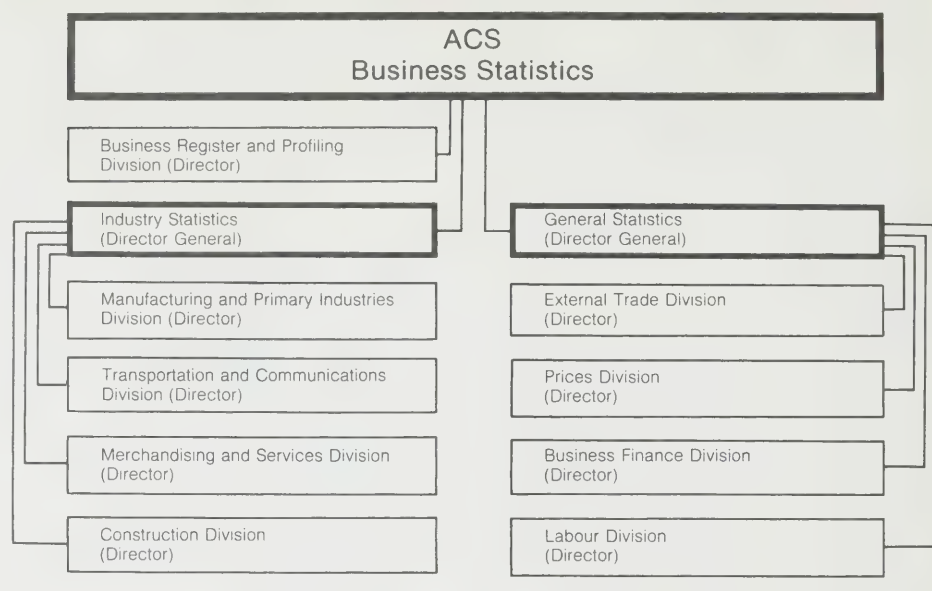 ACS
Business Statistics
Business Register and Profiling
Division (Director)
Industry Statistics
(Director General)
Manufacturing and Primary Industries
Division (Director)
Transportation and Communications
Division (Director)
Merchandising and Services Division
(Director)
Construction Division
(Director)
General Statistics
(Director General)
External Trade Division
(Director)
Prices Division
(Director)
Business Finance Division
(Director)
Labour Division
(Director)